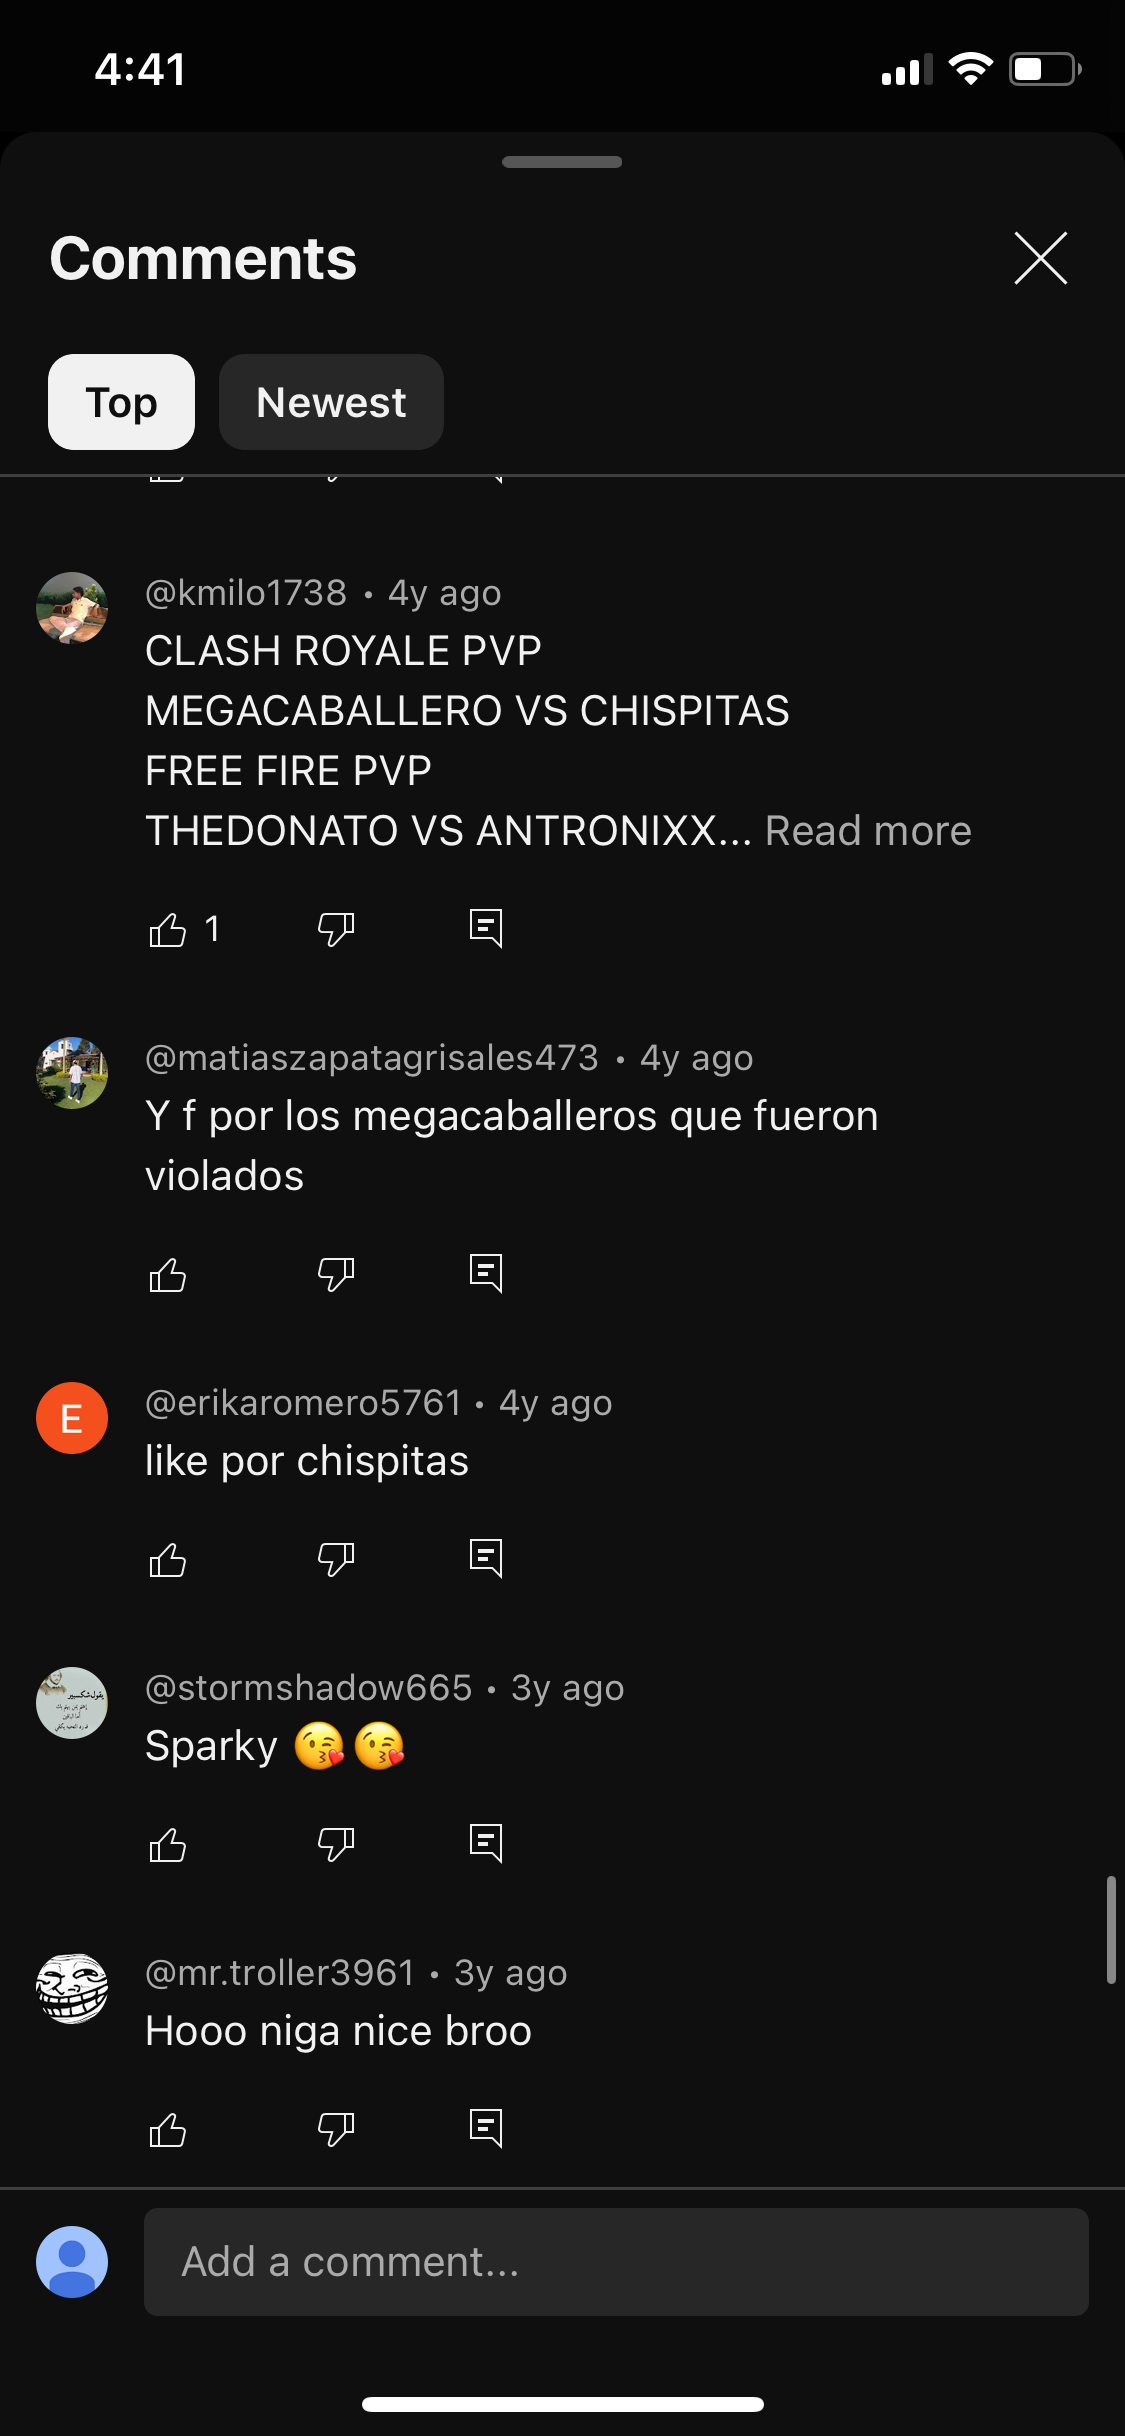 4:41
Comments
Top
Newest
@kmilo1738 • 4y ago
CLASH ROYALE PVP
MEGACABALLERO VS CHISPITAS
FREE FIRE PVP
THEDONATO VS ANTRONIXX... Read more
1
@matiaszapatagrisales473 • 4y ago
Y f por los megacaballeros que fueron
violados
E
@erikaromero5761 • 4y ago
like por chispitas
@stormshadow665 • 3y ago
Sparky 😘😘
@mr.troller3961 • 3y ago
Hooo niga nice broo
Add a comment...